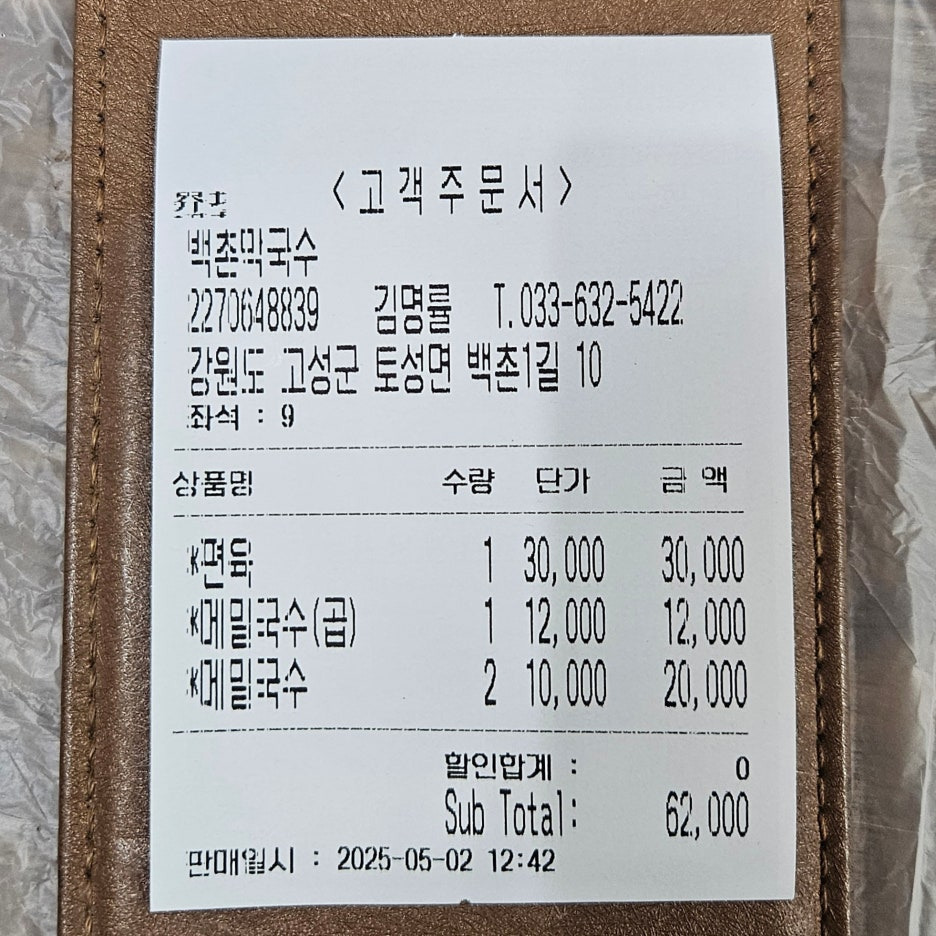 <고객주문서>
백촌막국수
2270648839 김명률 T.033-632-5422
강원도 고성군 토성면 백촌1길 10
좌석 : 9
상품명 수량 단가 금액
*편육 1 30,000 30,000
*메밀국수(곱) 1 12,000 12,000
*메밀국수 2 10,000 20,000
할인합계 : 0
Sub Total: 62,000
판매일시 : 2025-05-02 12:42